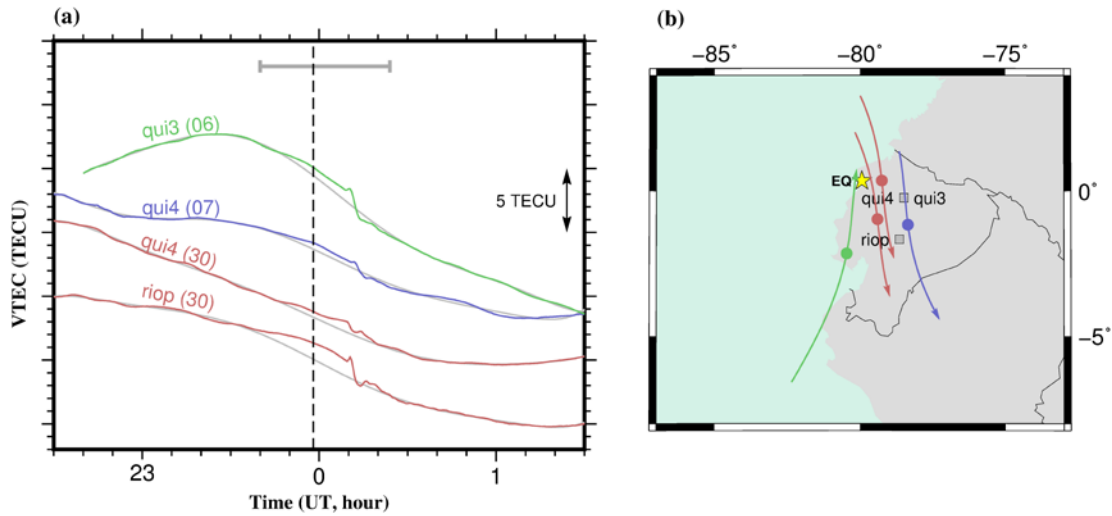 (a)
qui3 (06)
qui4 (07)
qui4 (30)
riop (30)
5 TECU
VTEC (TECU)
23 0 1
Time (UT, hour)
(b)
−85° −80° −75°
EQ
qui4 qui3
riop
0°
−5°